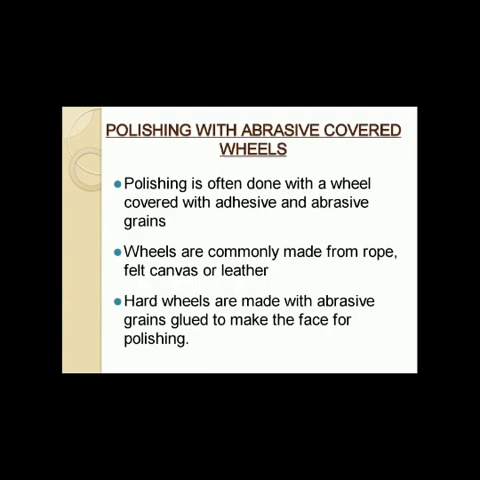 POLISHING WITH ABRASIVE COVERED
WHEELS
Polishing is often done with a wheel
covered with adhesive and abrasive
grains
Wheels are commonly made from rope,
felt canvas or leather
Hard wheels are made with abrasive
grains glued to make the face for
polishing.